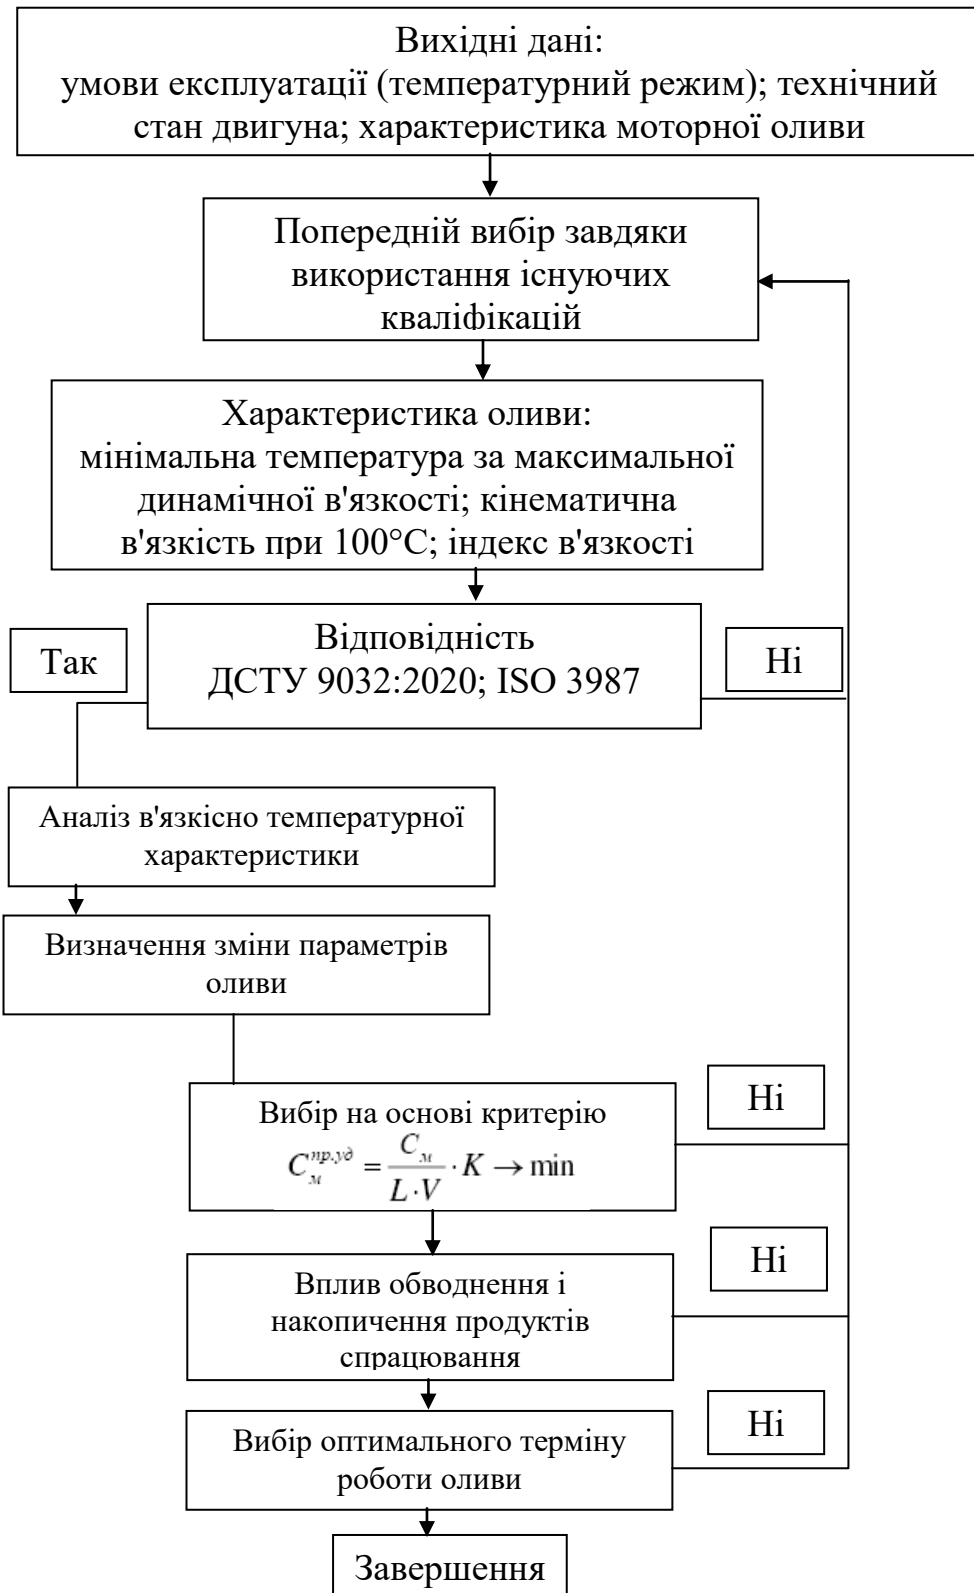 Вихідні дані:
умови експлуатації (температурний режим); технічний
стан двигуна; характеристика моторної оливи
Попередній вибір завдяки
використання існуючих
кваліфікацій
Характеристика оливи:
мінімальна температура за максимальної
динамічної в'язкості; кінематична
в'язкість при 100°С; індекс в'язкості
Так
Відповідність
ДСТУ 9032:2020; ISO 3987
Ні
Аналіз в'язкісно температурної
характеристики
Визначення зміни параметрів
оливи
Вибір на основі критерію
C_м^{пр.уд} = \frac{C_м}{L·V} · K → min
Ні
Вплив обводнення і
накопичення продуктів
спрацювання
Ні
Вибір оптимального терміну
роботи оливи
Ні
Завершення